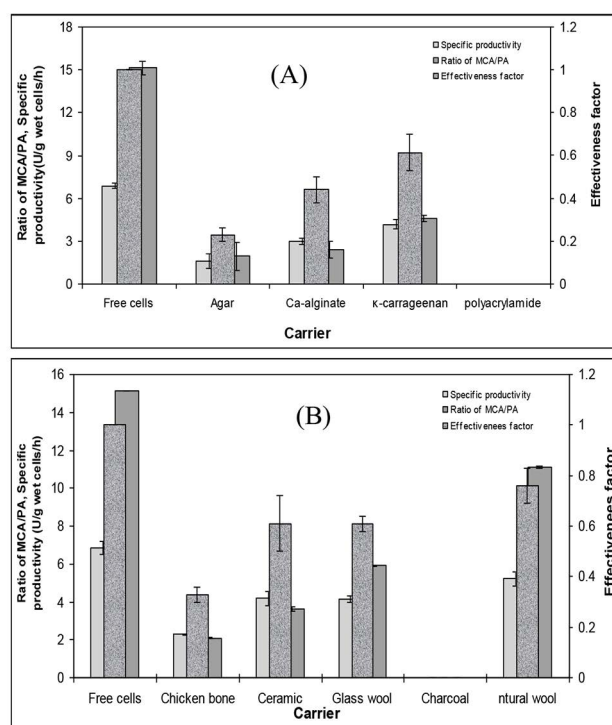 18
15
12
9
6
3
0
Ratio of MCA/PA, Specific
productivity(U/g wet cells/h)
(A)
Specific productivity
Ratio of MCA/PA
Effectiveness factor
1.2
1
0.8
0.6
0.4
0.2
0
Effectiveness factor
Free cells Agar Ca-alginate κ-carrageenan polyacrylamide
Carrier
16
14
12
10
8
6
4
2
0
Ratio of MCA/PA, Specific
productivity (U/g wet cells/h)
(B)
Specific productivity
Ratio of MCA/PA
Effectivenees factor
1.2
1
0.8
0.6
0.4
0.2
0
Effectiveness factor
Free cells Chicken bone Ceramic Glass wool Charcoal ntural wool
Carrier